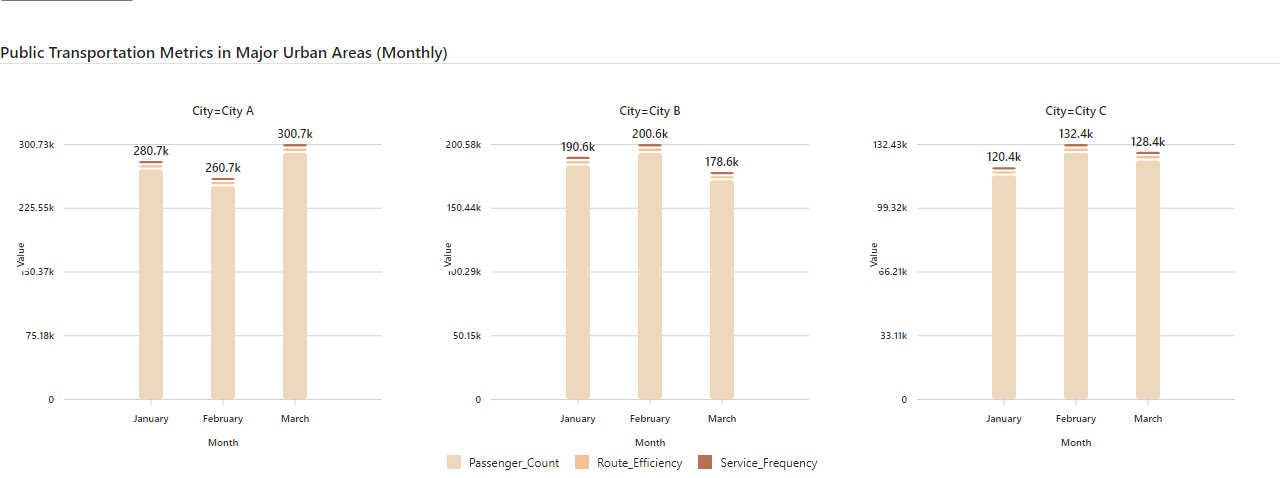 Public Transportation Metrics in Major Urban Areas (Monthly)
City=City A
300.73k
225.55k
75.18k
0
Value
280.7k
260.7k
300.7k
January
February
March
Month
City=City B
200.58k
150.44k
50.15k
0
Value
190.6k
200.6k
178.6k
January
February
March
Month
City=City C
132.43k
99.32k
66.21k
33.11k
0
Value
120.4k
132.4k
128.4k
January
February
March
Month
Passenger_Count
Route_Efficiency
Service_Frequency